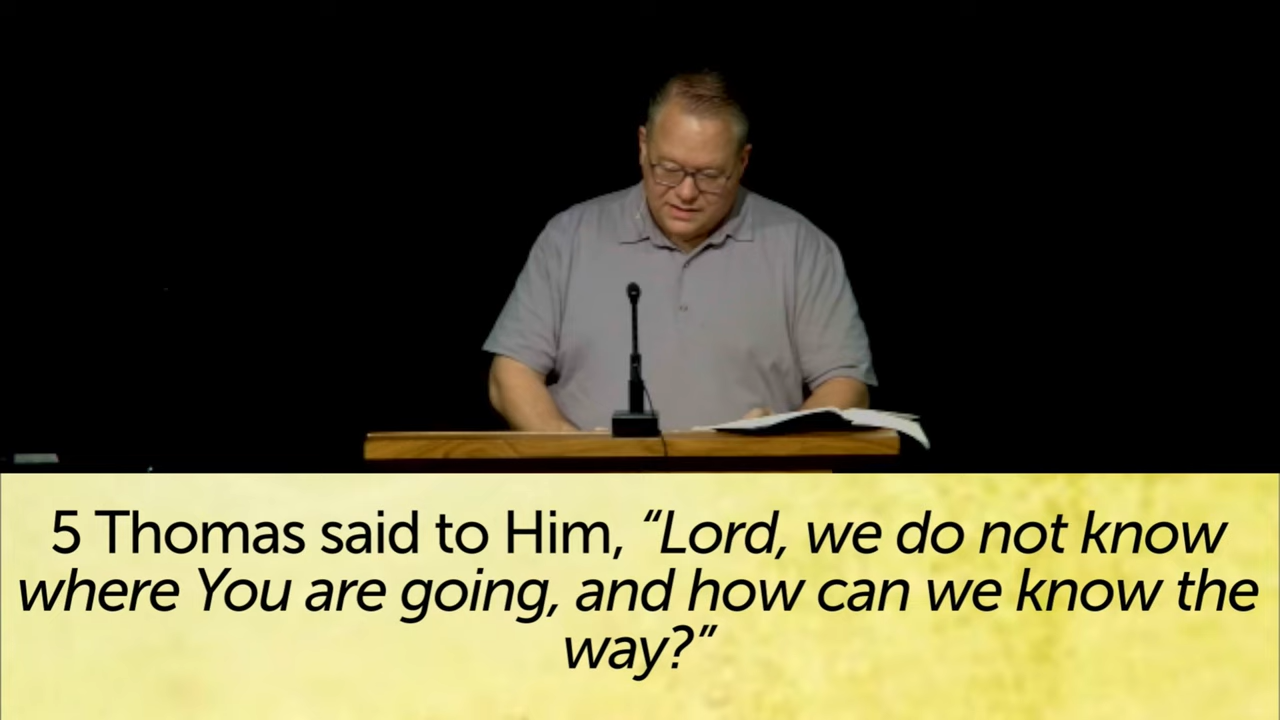 5 Thomas said to Him, “Lord, we do not know
where You are going, and how can we know the
way?”